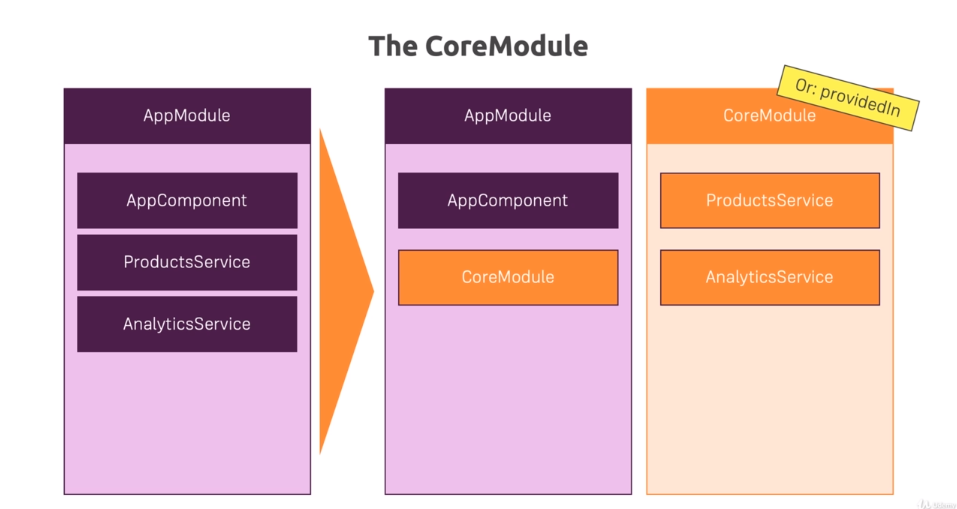 The CoreModule
AppModule
AppComponent
ProductsService
AnalyticsService
AppModule
AppComponent
CoreModule
Or: providedIn
CoreModule
ProductsService
AnalyticsService
Udemy